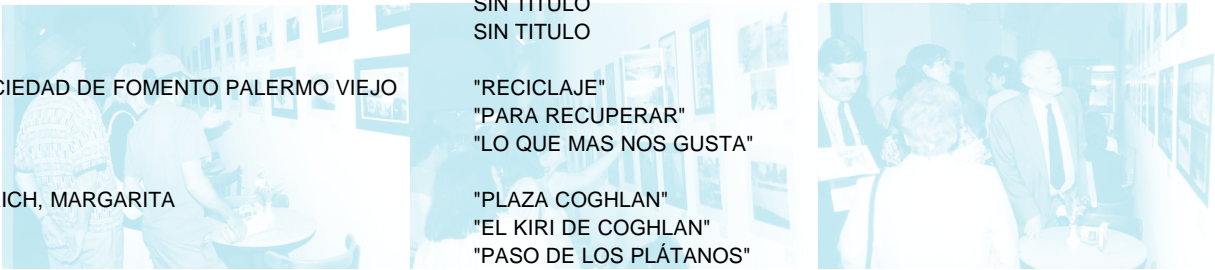 SIN TITULO
SIN TITULO
CIEDAD DE FOMENTO PALERMO VIEJO "RECICLAJE"
"PARA RECUPERAR"
"LO QUE MAS NOS GUSTA"
ICH, MARGARITA "PLAZA COGHLAN"
"EL KIRI DE COGHLAN"
"PASO DE LOS PLÁTANOS"